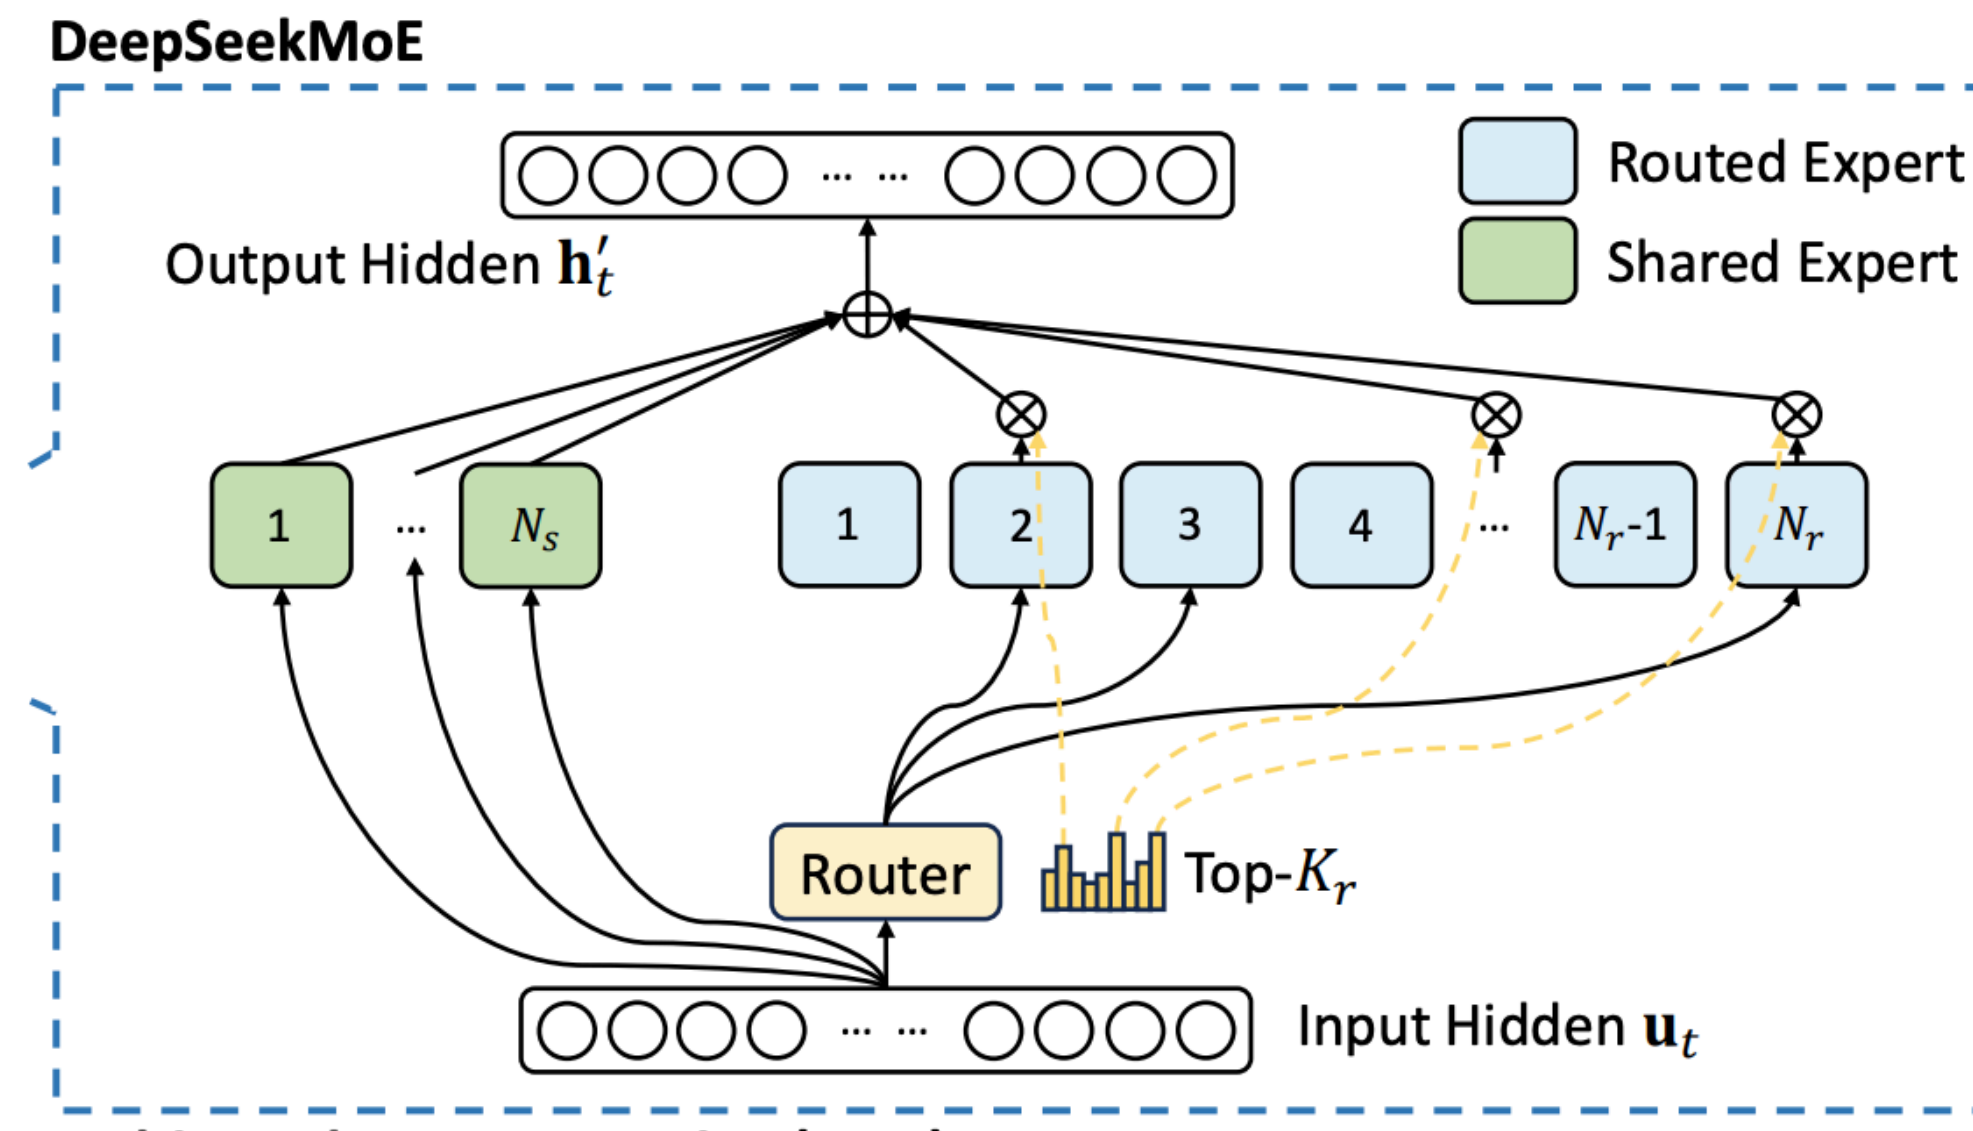 DeepSeekMoE
Routed Expert
Shared Expert
Output Hidden 𝐡′ₜ
1 ... Nₛ 1 2 3 4 ... Nᵣ-1 Nᵣ
Router
Top-Kᵣ
Input Hidden 𝐮ₜ